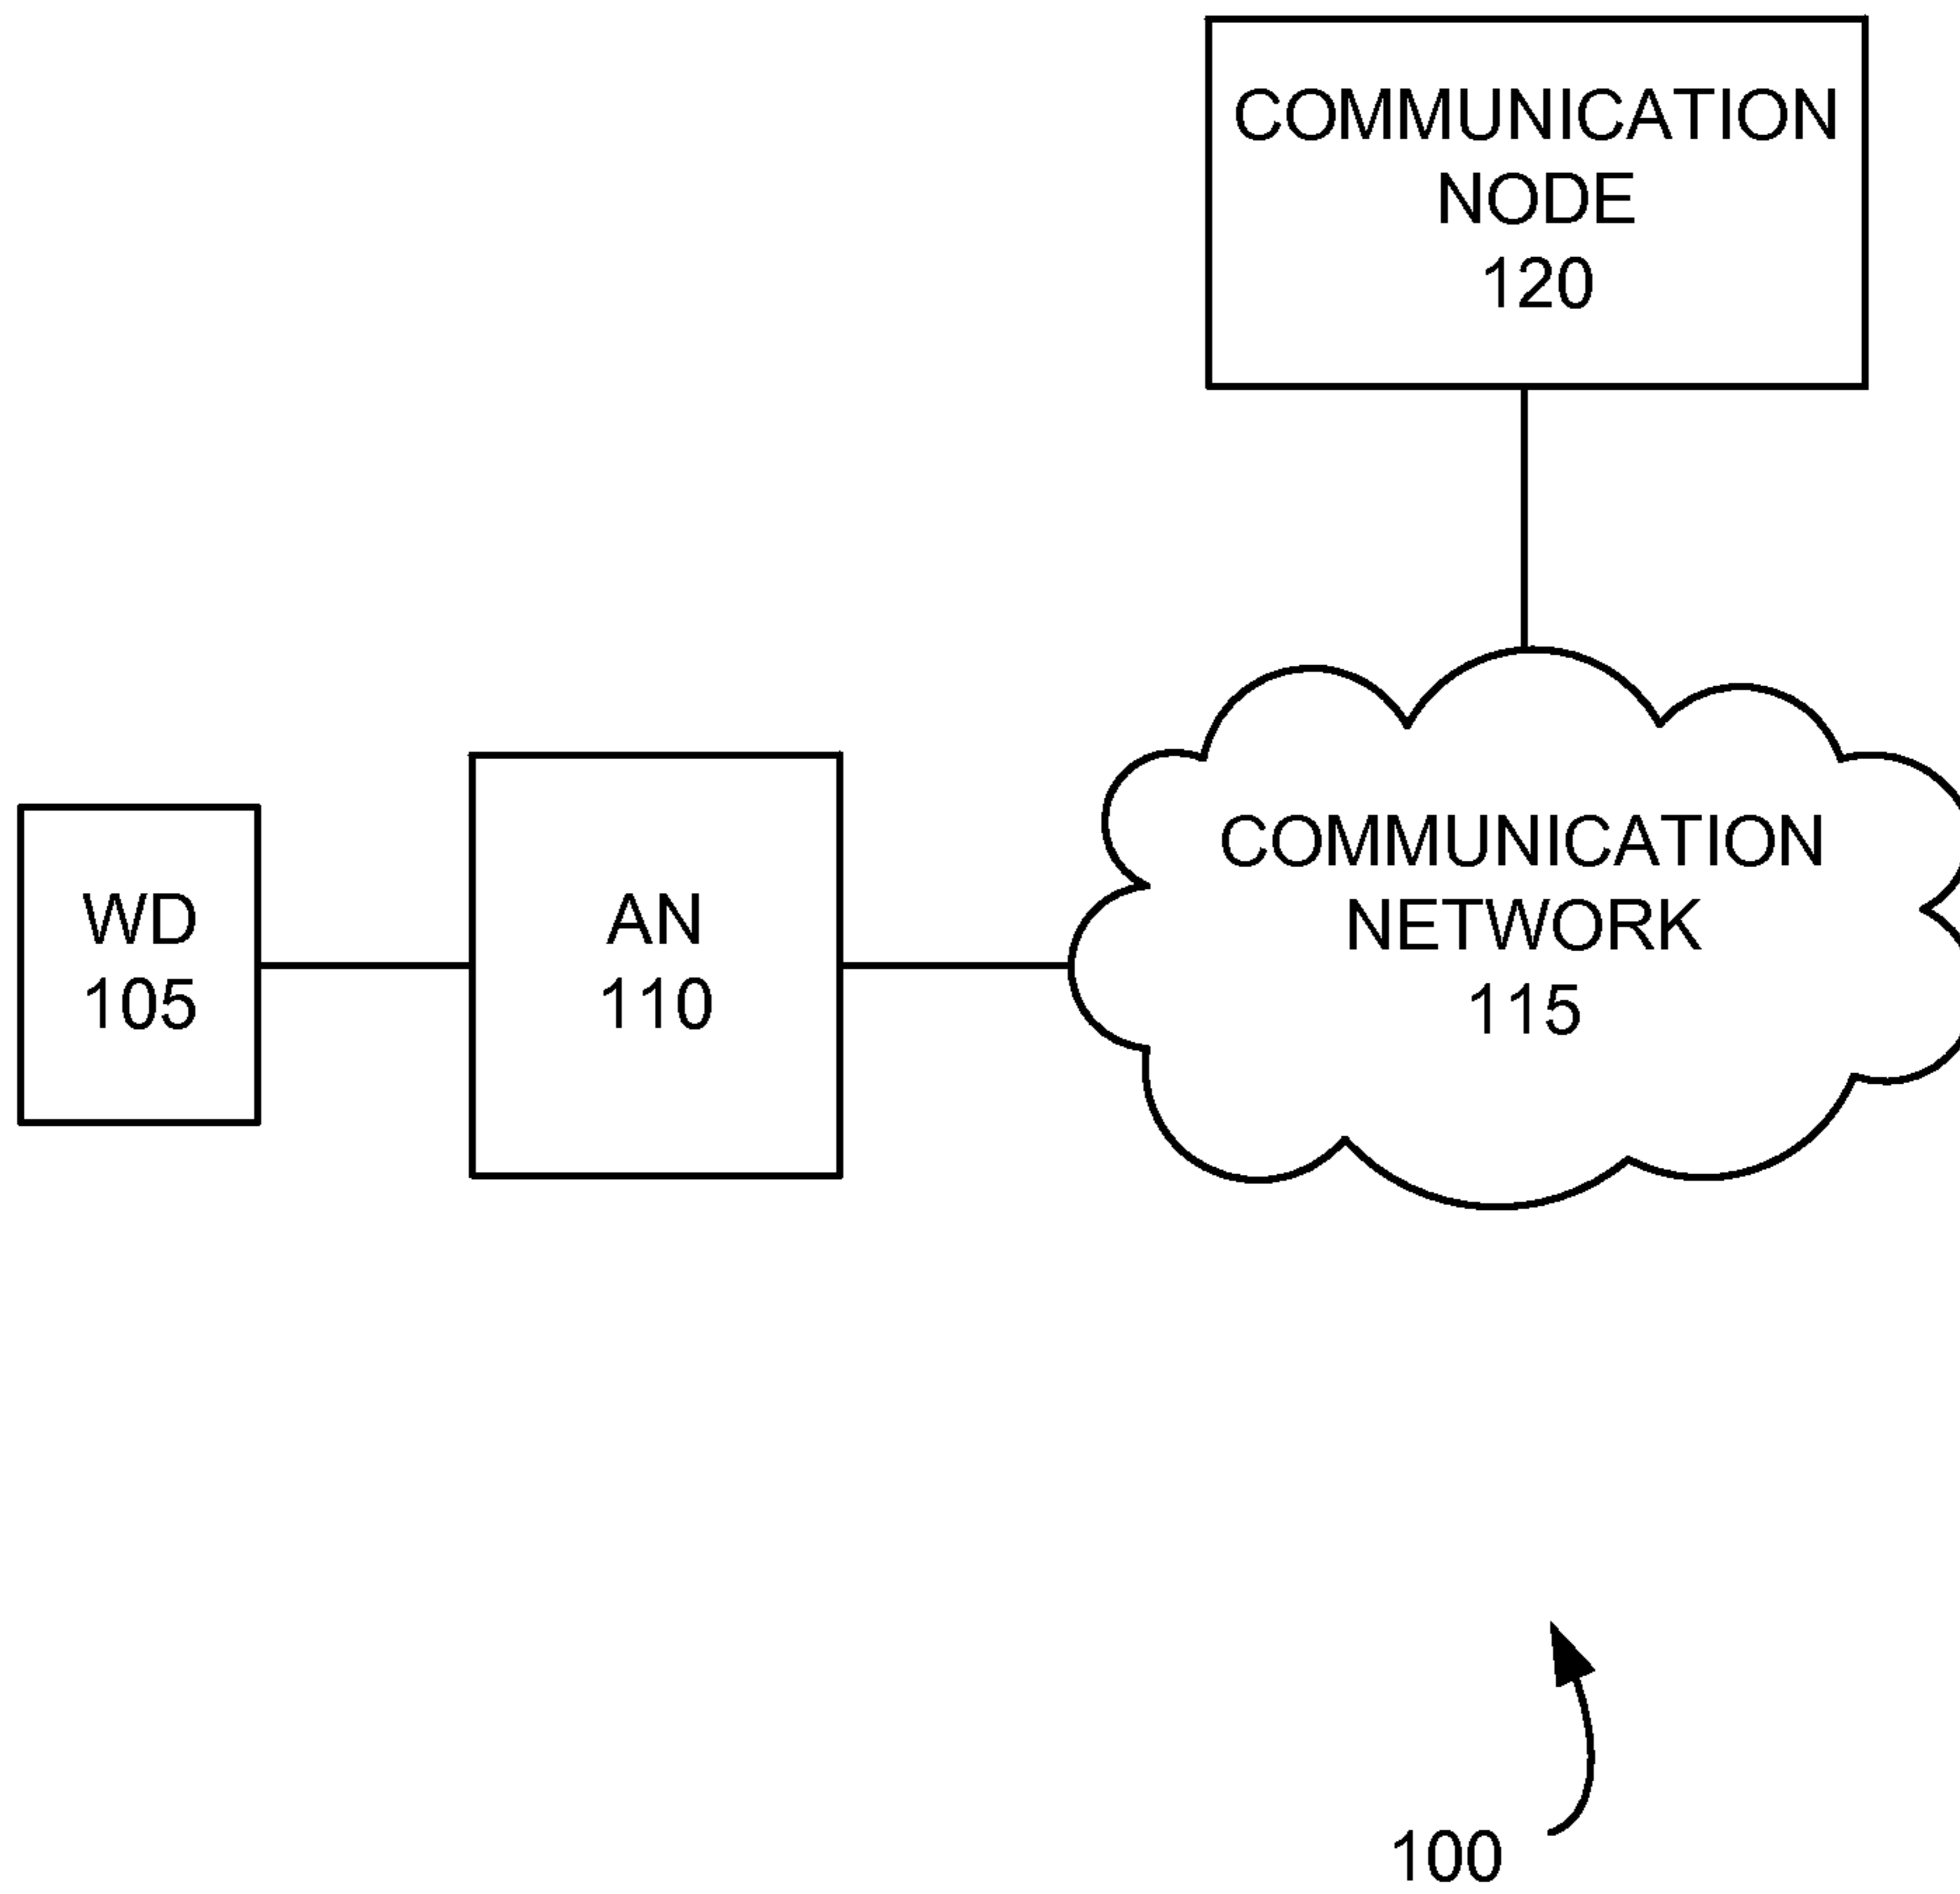 COMMUNICATION
NODE
120
COMMUNICATION
NETWORK
115
WD
105
AN
110
100